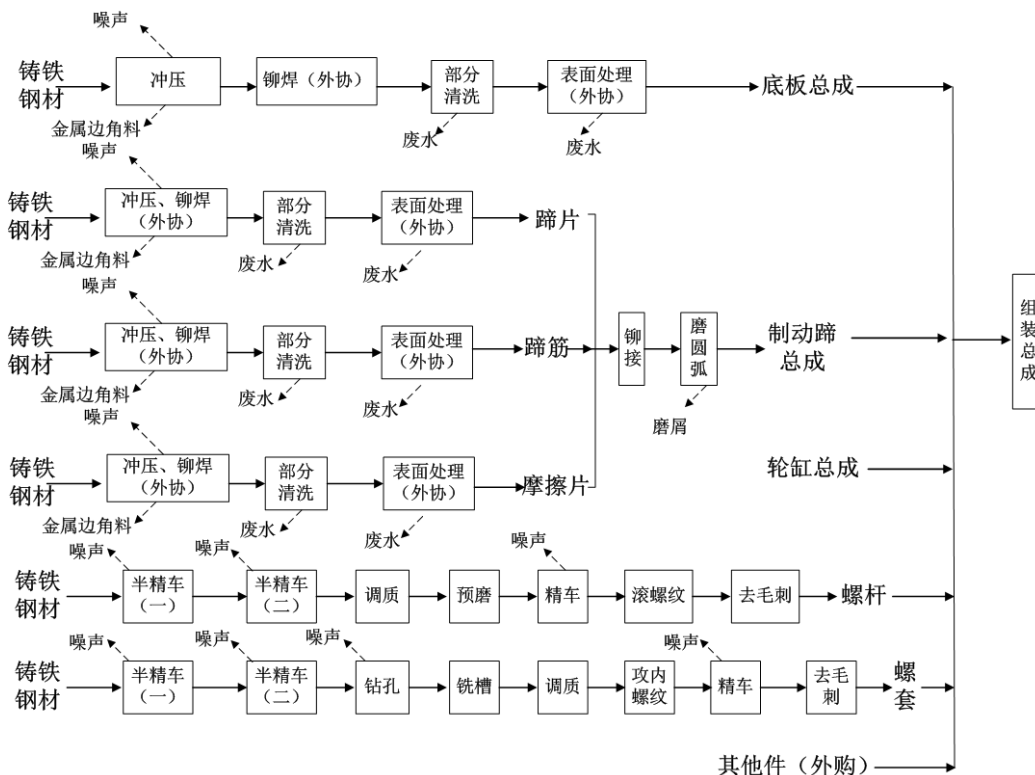 噪声
铸铁
钢材
冲压
铆焊（外协）
部分
清洗
表面处理
（外协）
底板总成
金属边角料
废水
废水
噪声
铸铁
钢材
冲压、铆焊
（外协）
部分
清洗
表面处理
（外协）
蹄片
金属边角料
废水
废水
噪声
铸铁
钢材
冲压、铆焊
（外协）
部分
清洗
表面处理
（外协）
蹄筋
铆
接
磨
圆
弧
制动蹄
总成
组
装
总
成
金属边角料
废水
废水
磨屑
噪声
铸铁
钢材
冲压、铆焊
（外协）
部分
清洗
表面处理
（外协）
摩擦片
轮缸总成
金属边角料
废水
废水
噪声
噪声
噪声
铸铁
钢材
半精车
（一）
半精车
（二）
调质
预磨
精车
滚螺纹
去毛刺
螺杆
噪声
噪声
噪声
噪声
铸铁
钢材
半精车
（一）
半精车
（二）
钻孔
铣槽
调质
攻内
螺纹
精车
去毛
刺
螺
套
其他件（外购）